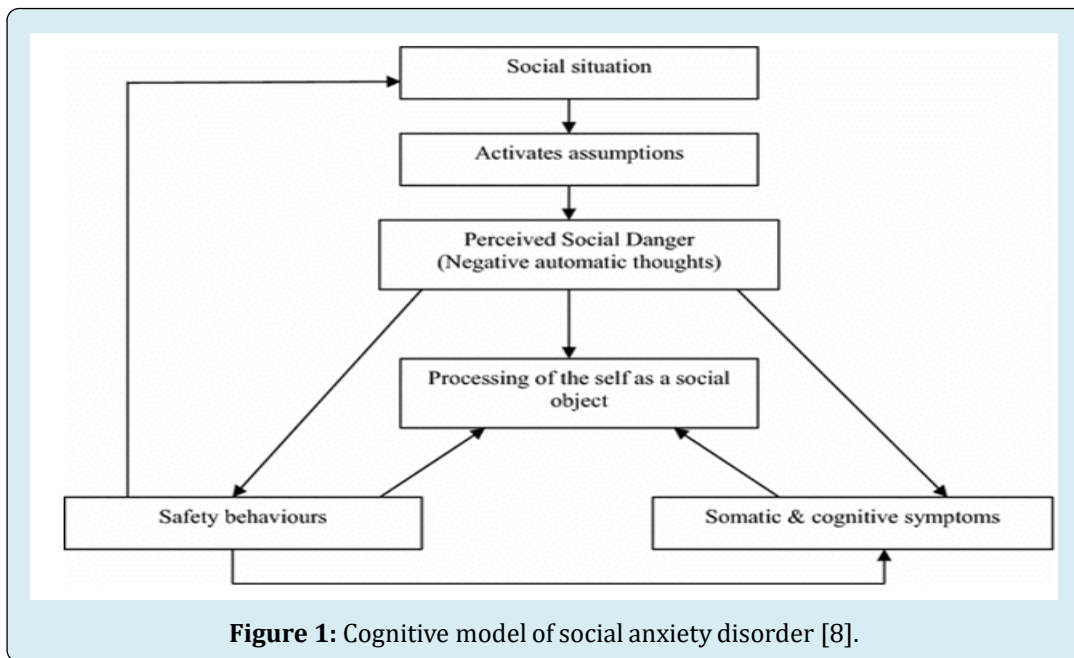 Social situation
Activates assumptions
Perceived Social Danger
(Negative automatic thoughts)
Processing of the self as a social
object
Safety behaviours
Somatic & cognitive symptoms
Figure 1: Cognitive model of social anxiety disorder [8].